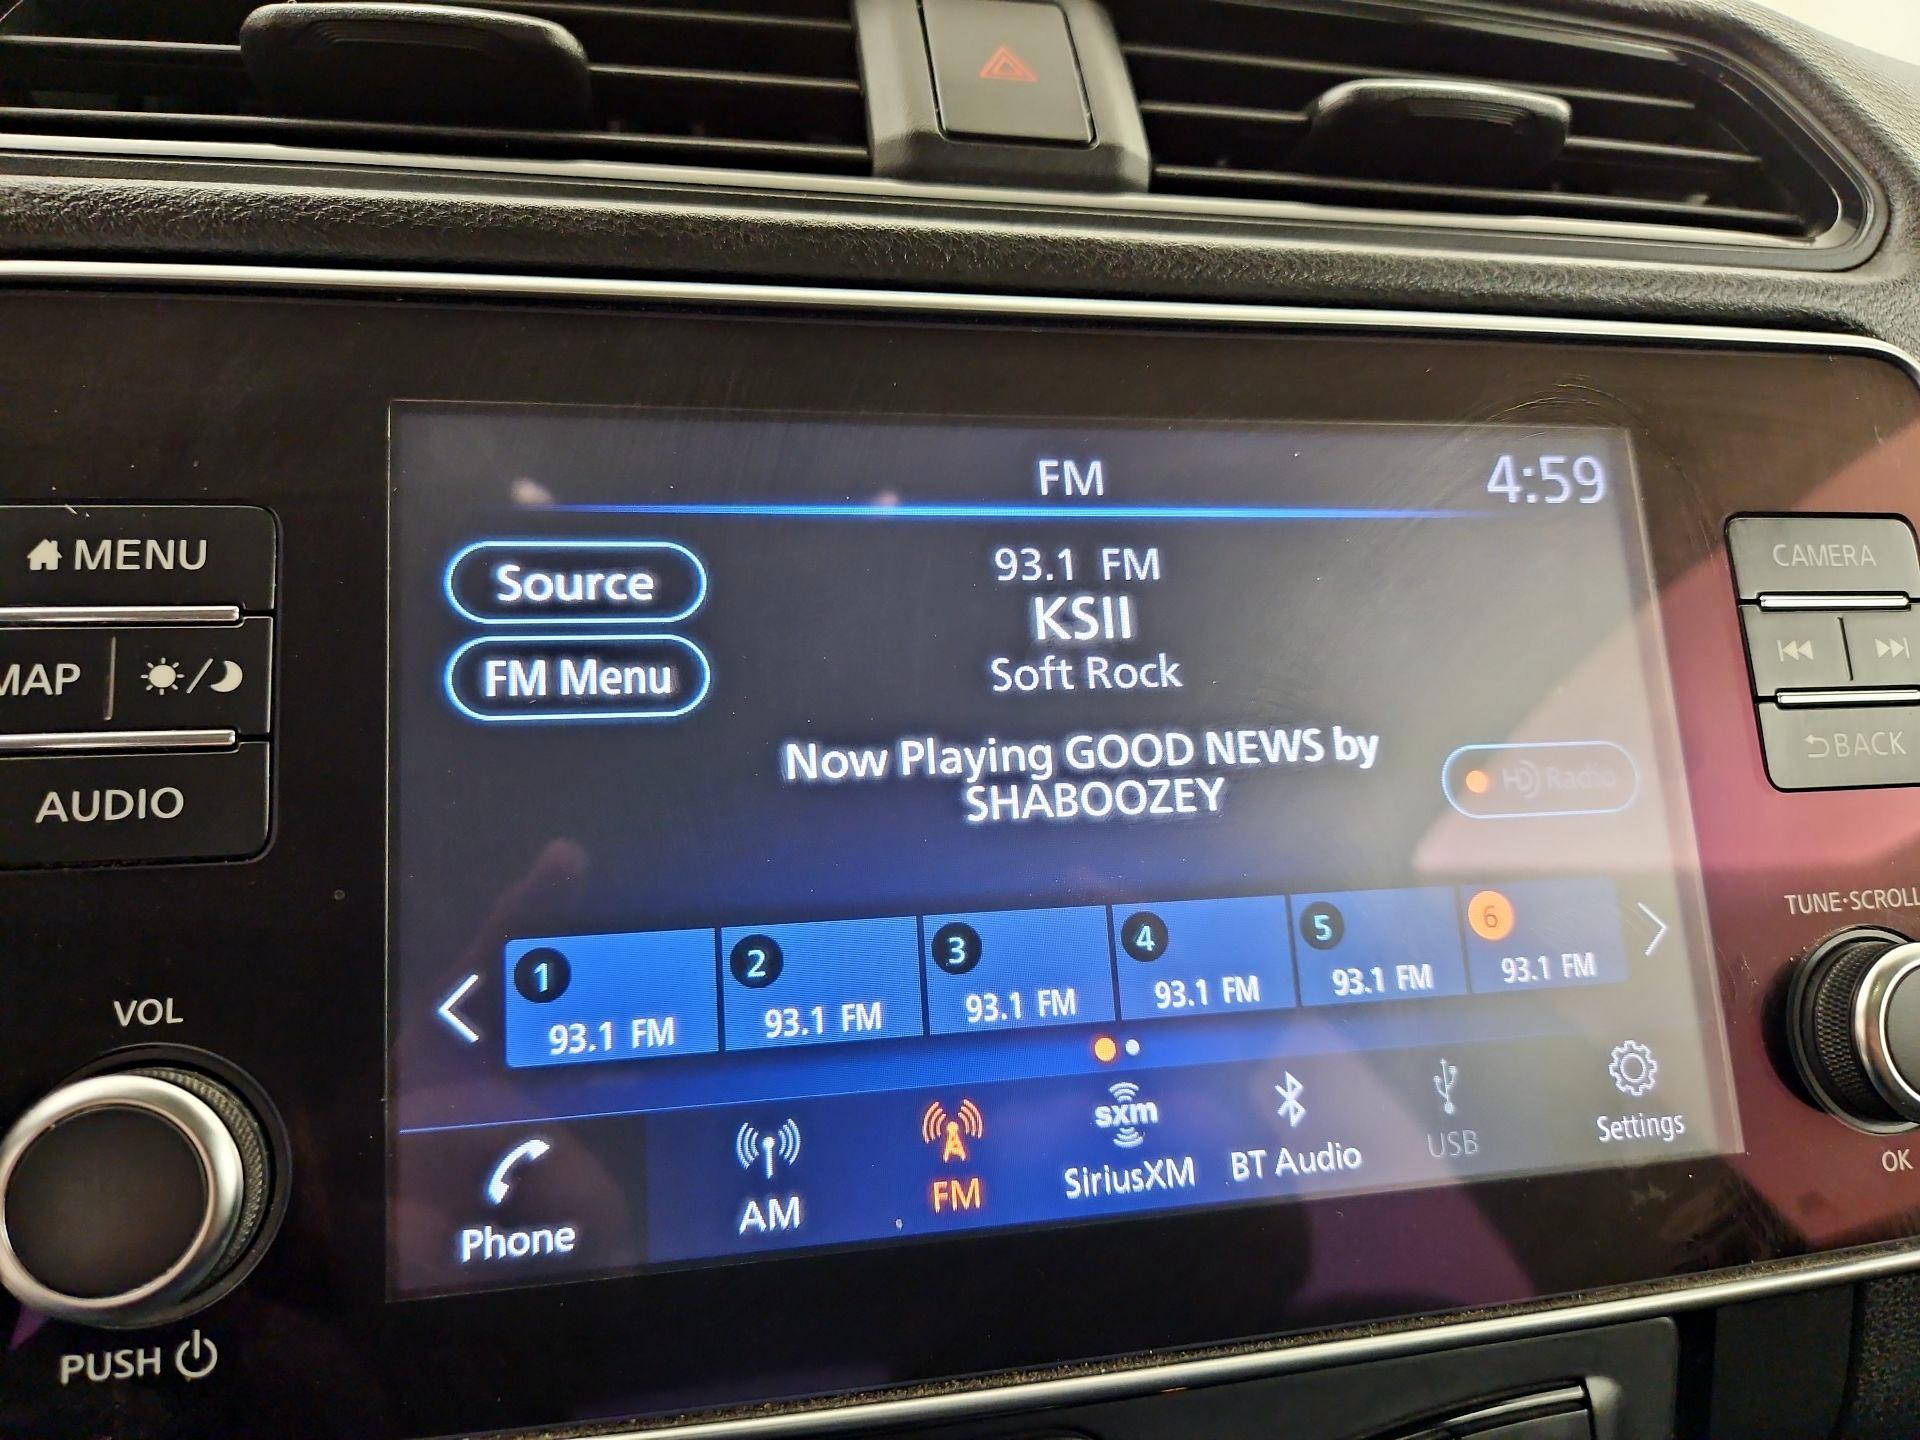 FM
4:59
MENU
MAP
AUDIO
VOL
PUSH
Source
FM Menu
93.1 FM
KSII
Soft Rock
Now Playing GOOD NEWS by
SHABOOZEY
HD Radio
1
93.1 FM
2
93.1 FM
3
93.1 FM
4
93.1 FM
5
93.1 FM
6
93.1 FM
Phone
AM
FM
sxm
SiriusXM
BT Audio
USB
Settings
CAMERA
BACK
TUNE·SCROLL
OK